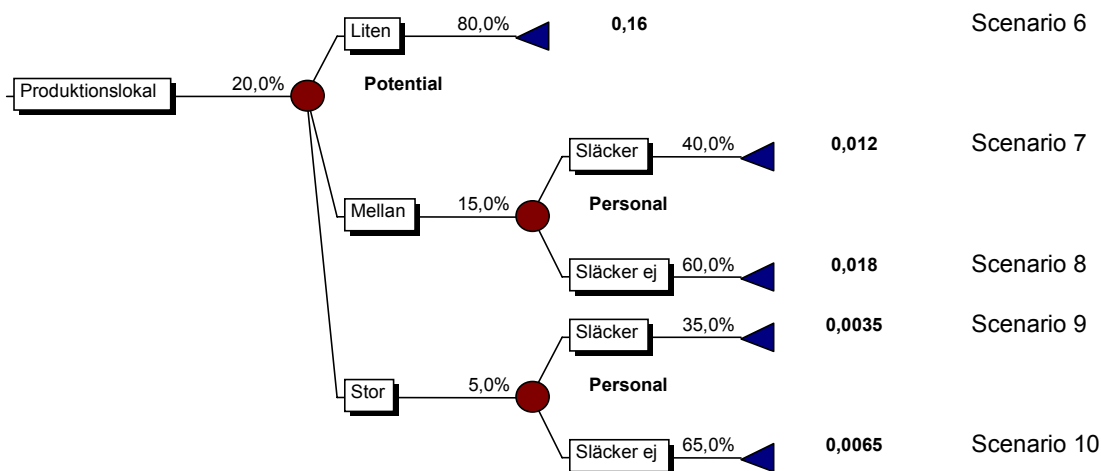 Liten 80,0% 0,16 Scenario 6
Produktionslokal 20,0% Potential
Släcker 40,0% 0,012 Scenario 7
Mellan 15,0% Personal
Släcker ej 60,0% 0,018 Scenario 8
Släcker 35,0% 0,0035 Scenario 9
Stor 5,0% Personal
Släcker ej 65,0% 0,0065 Scenario 10